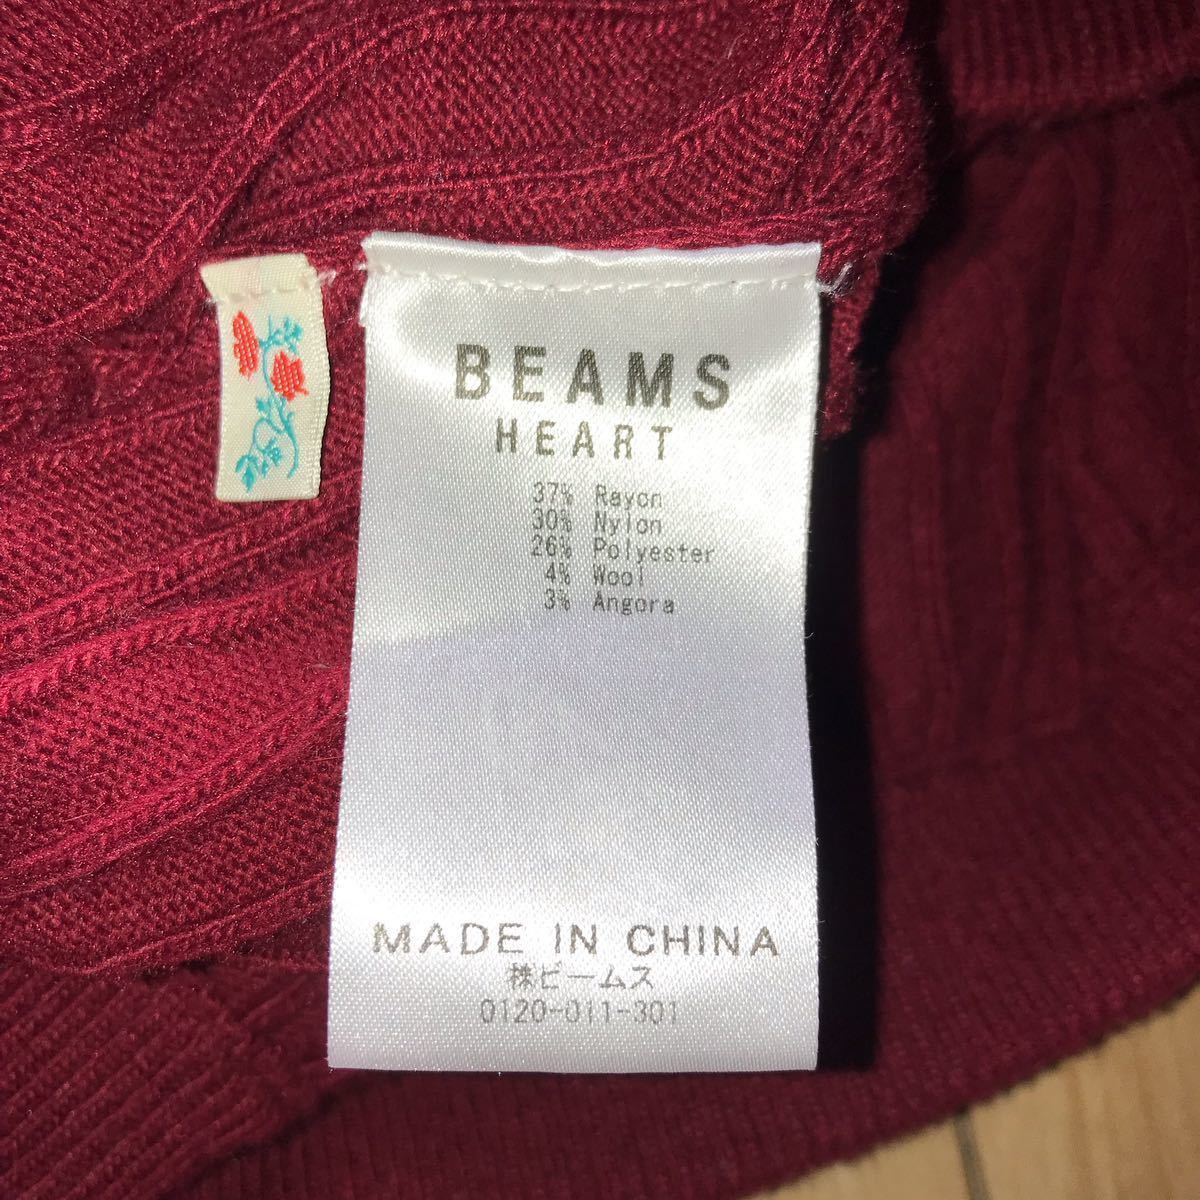 BEAMS
HEART
37% Rayon
30% Nylon
26% Polyester
4% Wool
3% Angora
MADE IN CHINA
株ビームス
0120-011-301